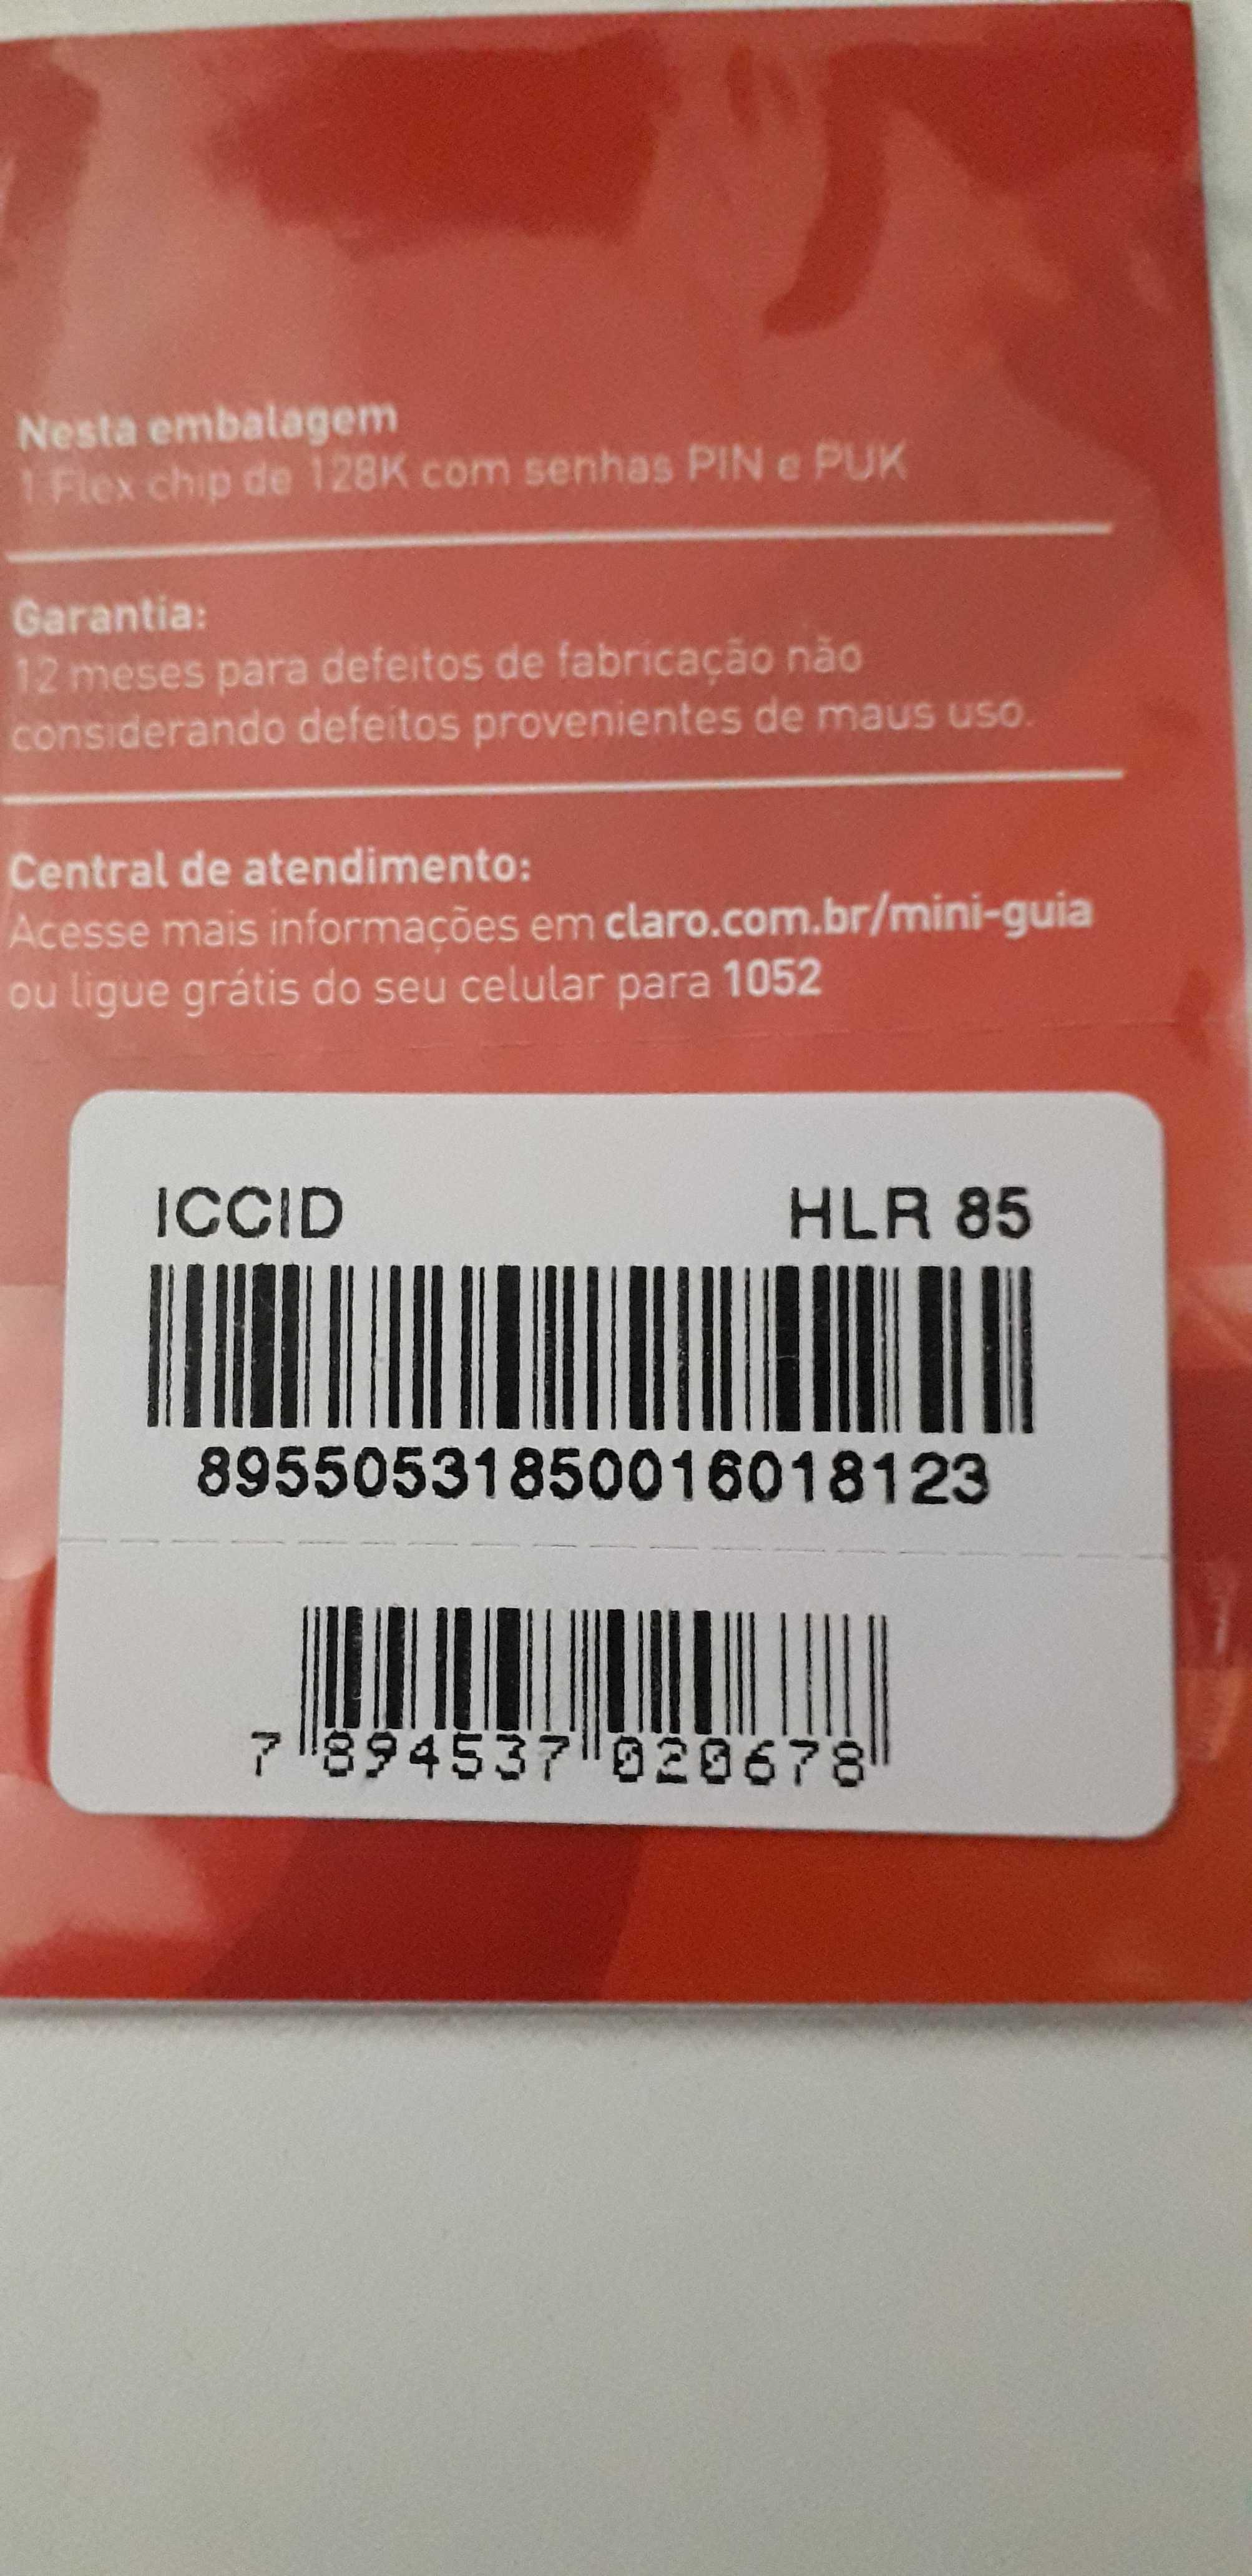 Nesta embalagem
1 Flex chip de 128K com senhas PIN e PUK
Garantia:
12 meses para defeitos de fabricação não
considerando defeitos provenientes de maus uso.
Central de atendimento:
Acesse mais informações em claro.com.br/mini-guia
ou ligue grátis do seu celular para 1052
ICCID HLR 85
89550531850016018123
7 894537 020678